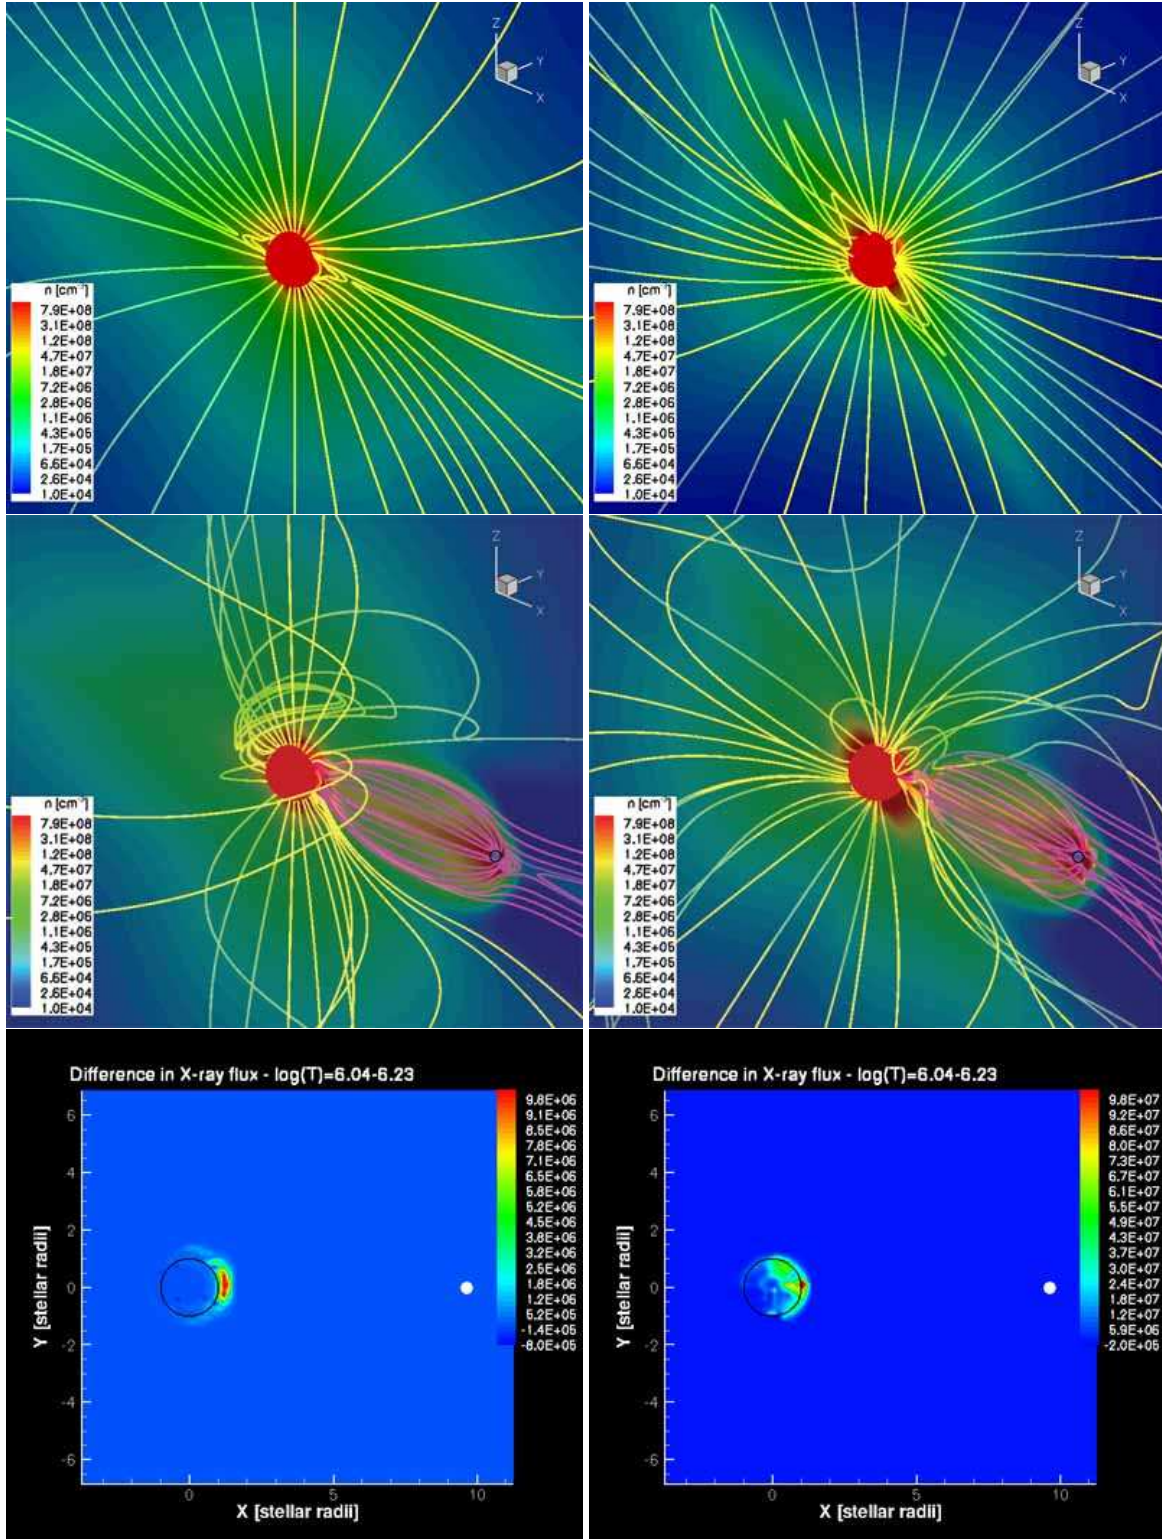 Z
Y
X
n [cm⁻³]
7.9E+08
3.1E+08
1.2E+08
4.7E+07
1.8E+07
7.2E+06
2.8E+06
1.1E+06
4.3E+05
1.7E+05
6.6E+04
2.6E+04
1.0E+04
Z
Y
X
n [cm⁻³]
7.9E+08
3.1E+08
1.2E+08
4.7E+07
1.8E+07
7.2E+06
2.8E+06
1.1E+06
4.3E+05
1.7E+05
6.6E+04
2.6E+04
1.0E+04
Z
Y
X
n [cm⁻³]
7.9E+08
3.1E+08
1.2E+08
4.7E+07
1.8E+07
7.2E+06
2.8E+06
1.1E+06
4.3E+05
1.7E+05
6.6E+04
2.6E+04
1.0E+04
Z
Y
X
n [cm⁻³]
7.9E+08
3.1E+08
1.2E+08
4.7E+07
1.8E+07
7.2E+06
2.8E+06
1.1E+06
4.3E+05
1.7E+05
6.6E+04
2.6E+04
1.0E+04
Difference in X-ray flux - log(T)=6.04-6.23
9.8E+06
9.1E+06
8.5E+06
7.8E+06
7.1E+06
6.5E+06
5.8E+06
5.2E+06
4.5E+06
3.8E+06
3.2E+06
2.5E+06
1.8E+06
1.2E+06
5.2E+05
-1.4E+05
-8.0E+05
6
4
2
0
-2
-4
-6
Y [stellar radii]
0
5
10
X [stellar radii]
Difference in X-ray flux - log(T)=6.04-6.23
9.8E+07
9.2E+07
8.6E+07
8.0E+07
7.3E+07
6.7E+07
6.1E+07
5.5E+07
4.9E+07
4.3E+07
3.7E+07
3.0E+07
2.4E+07
1.8E+07
1.2E+07
5.9E+06
-2.0E+05
6
4
2
0
-2
-4
-6
Y [stellar radii]
0
5
10
X [stellar radii]